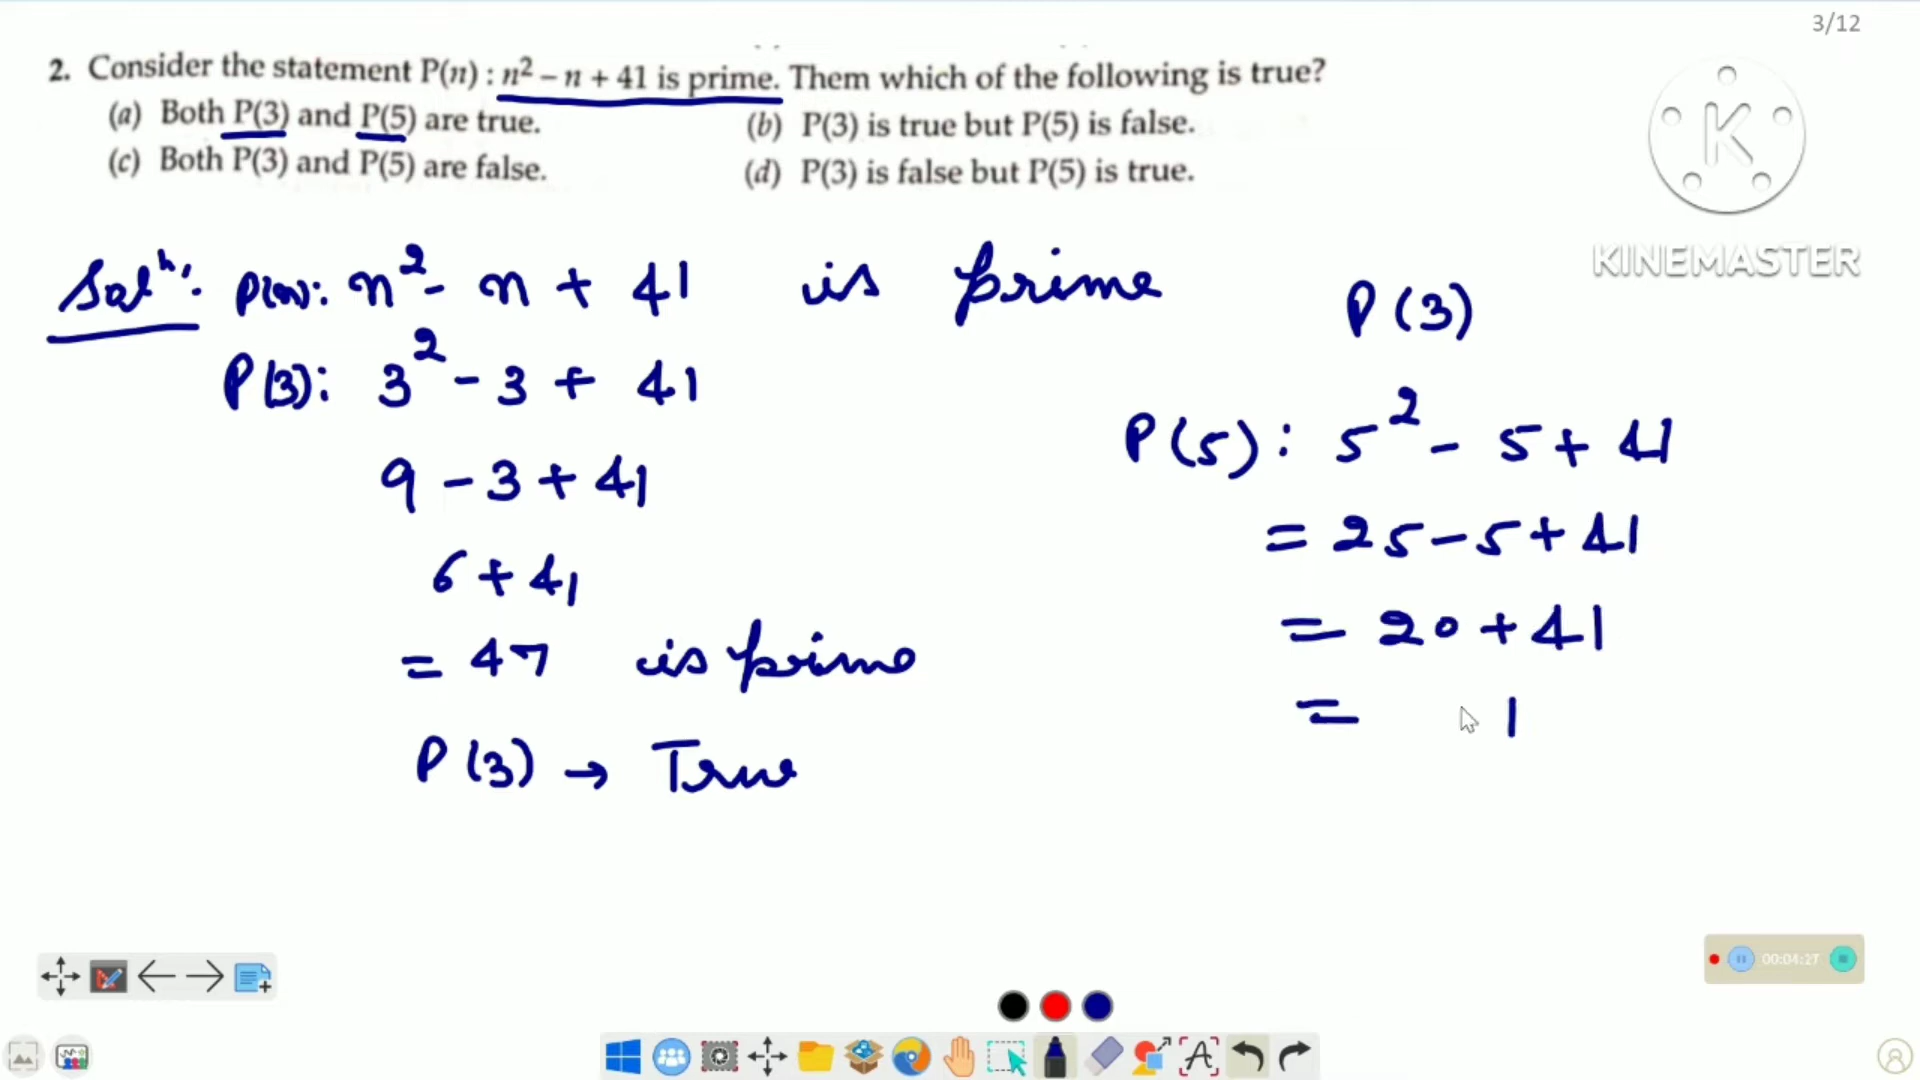 3/12
2. Consider the statement P(n) : n² – n + 41 is prime. Them which of the following is true?
(a) Both P(3) and P(5) are true. (b) P(3) is true but P(5) is false.
(c) Both P(3) and P(5) are false. (d) P(3) is false but P(5) is true.
K
KINEMASTER
Solⁿ: P(n): n² - n + 41 is prime
P(3): 3² - 3 + 41
9 - 3 + 41
6 + 41
= 47 is prime
P(3) → True
P(3)
P(5): 5² - 5 + 41
= 25 - 5 + 41
= 20 + 41
= 1
00:04:27